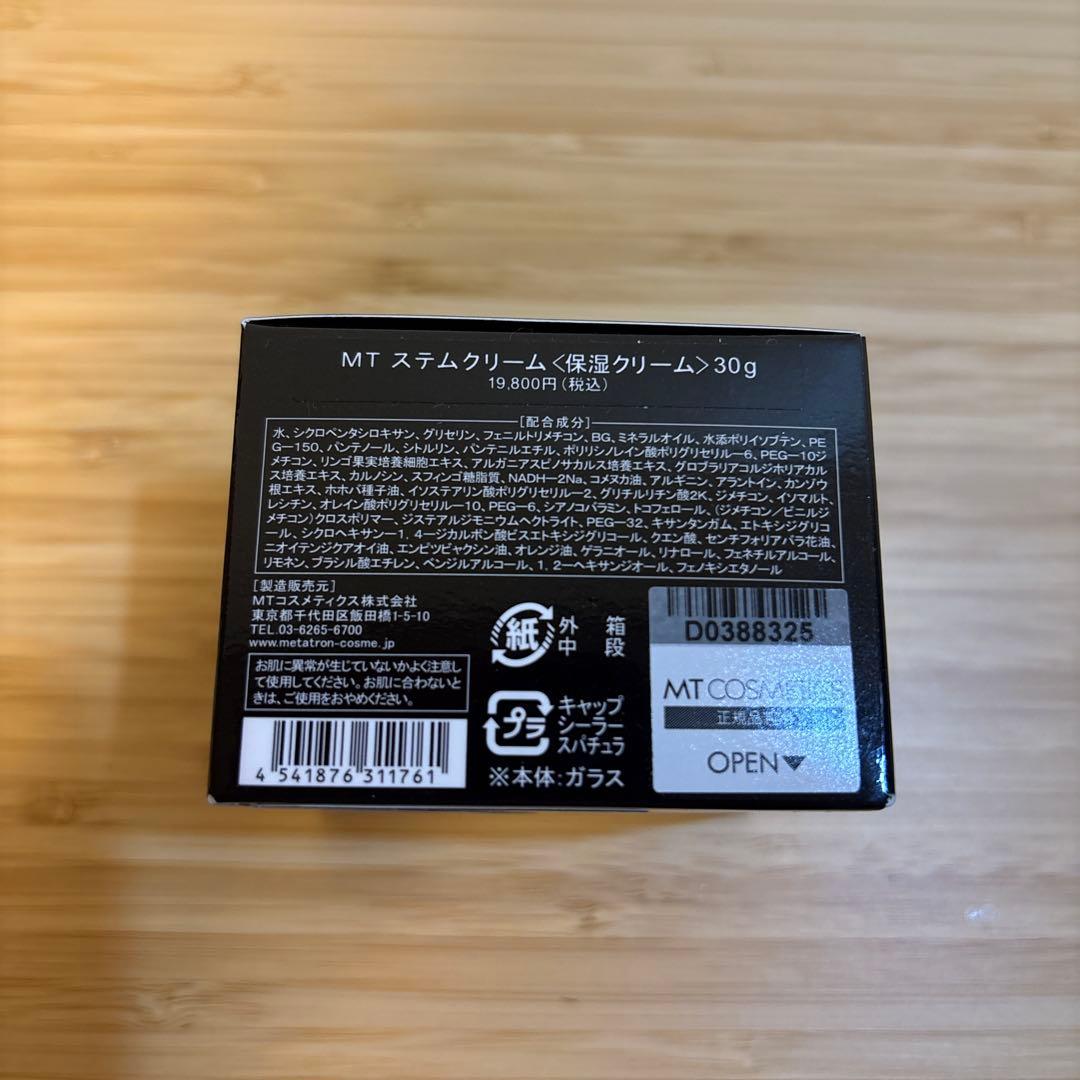 MT ステムクリーム〈保湿クリーム〉30g
19,800円(税込)
[配合成分]
水、シクロペンタシロキサン、グリセリン、フェニルトリメチコン、BG、ミネラルオイル、水添ポリイソブテン、PE
G－150、パンテノール、シトルリン、パンテニルエチル、ポリリシノレイン酸ポリグリセリル－6、PEG－10ジ
メチコン、リンゴ果実培養細胞エキス、アルガニアスピノサカルス培養エキス、グロブラリアコルジホリアカル
ス培養エキス、カルノシン、スフィンゴ糖脂質、NADH－2Na、コメヌカ油、アルギニン、アラントイン、カンゾウ
根エキス、ホホバ種子油、イソステアリン酸ポリグリセリル－2、グリチルリチン酸2K、ジメチコン、イソマルト、
レシチン、オレイン酸ポリグリセリル－10、PEG－6、シアノコバラミン、トコフェロール、(ジメチコン/ビニルジ
メチコン)クロスポリマー、ジステアルジモニウムヘクトライト、PEG－32、キサンタンガム、エトキシジグリコ
ール、シクロヘキサン－1，4－ジカルボン酸ビスエトキシジグリコール、クエン酸、センチフォリアバラ花油、
ニオイテンジクアオイ油、エンピツビャクシン油、オレンジ油、ゲラニオール、リナロール、フェネチルアルコール、
リモネン、ブラシル酸エチレン、ベンジルアルコール、1，2－ヘキサンジオール、フェノキシエタノール
[製造販売元]
MTコスメティクス株式会社
東京都千代田区飯田橋1-5-10
TEL.03-6265-6700
www.metatron-cosme.jp
お肌に異常が生じていないかよく注意し
て使用してください。お肌に合わないと
きは、ご使用をおやめください。
4 541876 311761
紙 外 箱
中 段
プラ キャップ
シーラー
スパチュラ
※本体：ガラス
D0388325
MT COSMETICS
正規品
OPEN▼